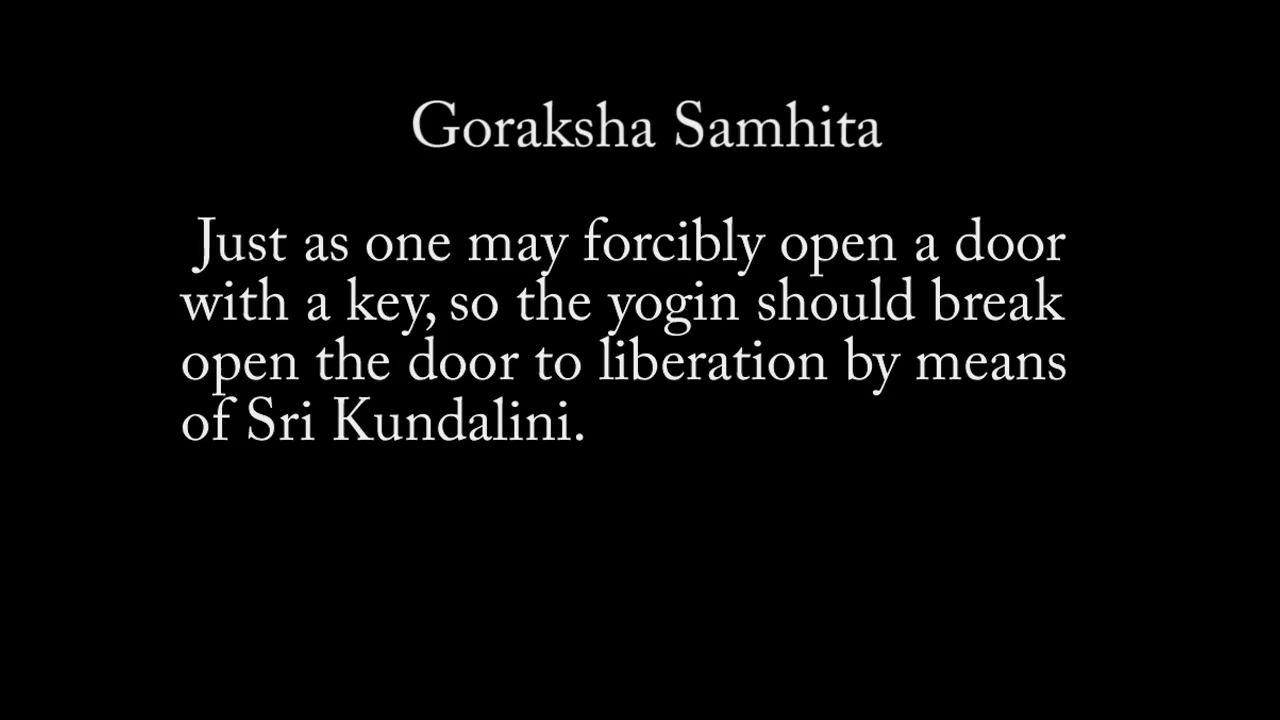 Goraksha Samhita
Just as one may forcibly open a door
with a key, so the yogin should break
open the door to liberation by means
of Sri Kundalini.